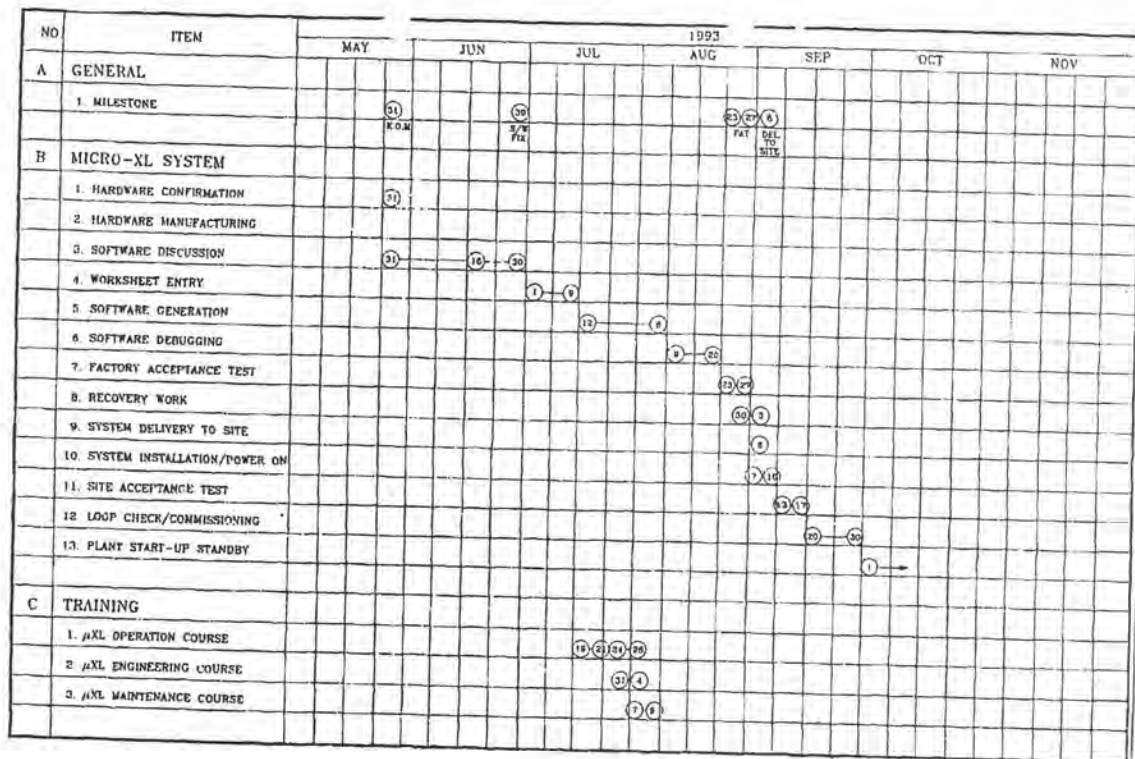 1993
NO ITEM MAY JUN JUL AUG SEP OCT NOV
A GENERAL
1. MILESTONE 31 30 23 27 6
K.O.M S/W FIX FAT DEL TO SITE
B MICRO-XL SYSTEM
1. HARDWARE CONFIRMATION 31
2. HARDWARE MANUFACTURING
3. SOFTWARE DISCUSSION 31 16 30
4. WORKSHEET ENTRY 1 9
5. SOFTWARE GENERATION 12 6
6. SOFTWARE DEBUGGING 9 20
7. FACTORY ACCEPTANCE TEST 23 27
8. RECOVERY WORK 30 3
9. SYSTEM DELIVERY TO SITE 6
10. SYSTEM INSTALLATION/POWER ON 7 10
11. SITE ACCEPTANCE TEST 13 17
12. LOOP CHECK/COMMISSIONING 20 30
13. PLANT START-UP STANDBY 1
C TRAINING
1. μXL OPERATION COURSE 24
2. μXL ENGINEERING COURSE 31 4
3. μXL MAINTENANCE COURSE 7